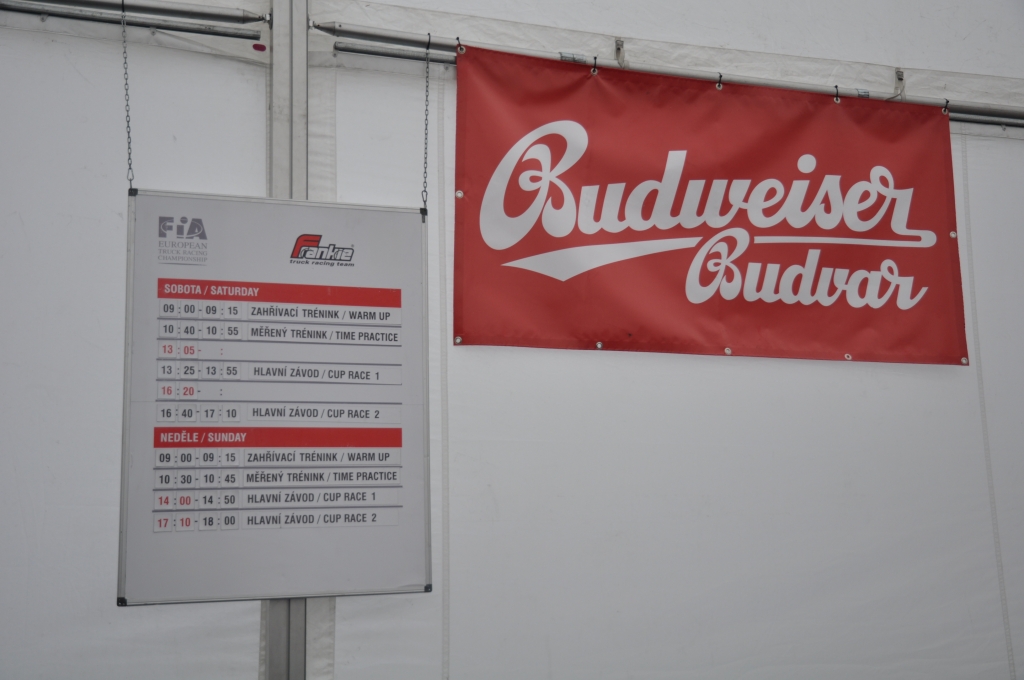 FiA
EUROPEAN
TRUCK RACING
CHAMPIONSHIP
Frankie
truck racing team
SOBOTA / SATURDAY
09 : 00 - 09 : 15 ZAHŘÍVACÍ TRÉNINK / WARM UP
10 : 40 - 10 : 55 MĚŘENÝ TRÉNINK / TIME PRACTICE
13 : 05 - :
13 : 25 - 13 : 55 HLAVNÍ ZÁVOD / CUP RACE 1
16 : 20 - :
16 : 40 - 17 : 10 HLAVNÍ ZÁVOD / CUP RACE 2
NEDĚLE / SUNDAY
09 : 00 - 09 : 15 ZAHŘÍVACÍ TRÉNINK / WARM UP
10 : 30 - 10 : 45 MĚŘENÝ TRÉNINK / TIME PRACTICE
14 : 00 - 14 : 50 HLAVNÍ ZÁVOD / CUP RACE 1
17 : 10 - 18 : 00 HLAVNÍ ZÁVOD / CUP RACE 2
Budweiser
Budvar